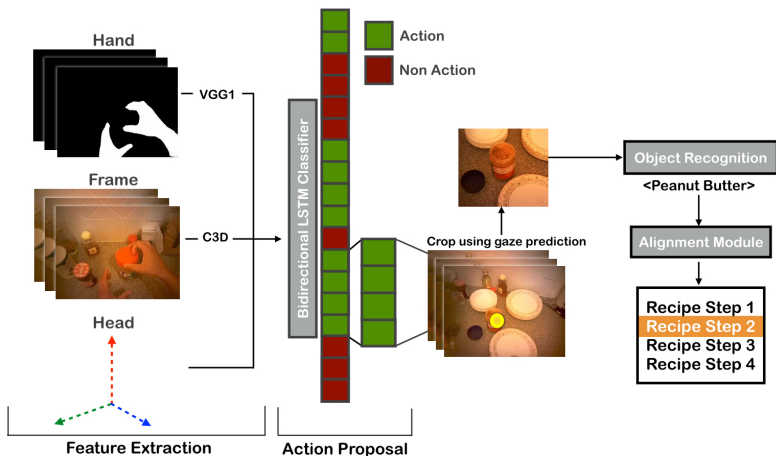 Hand
VGG1
Frame
C3D
Head
Feature Extraction
Bidirectional LSTM Classifier
Action
Non Action
Action Proposal
Crop using gaze prediction
Object Recognition
<Peanut Butter>
Alignment Module
Recipe Step 1
Recipe Step 2
Recipe Step 3
Recipe Step 4